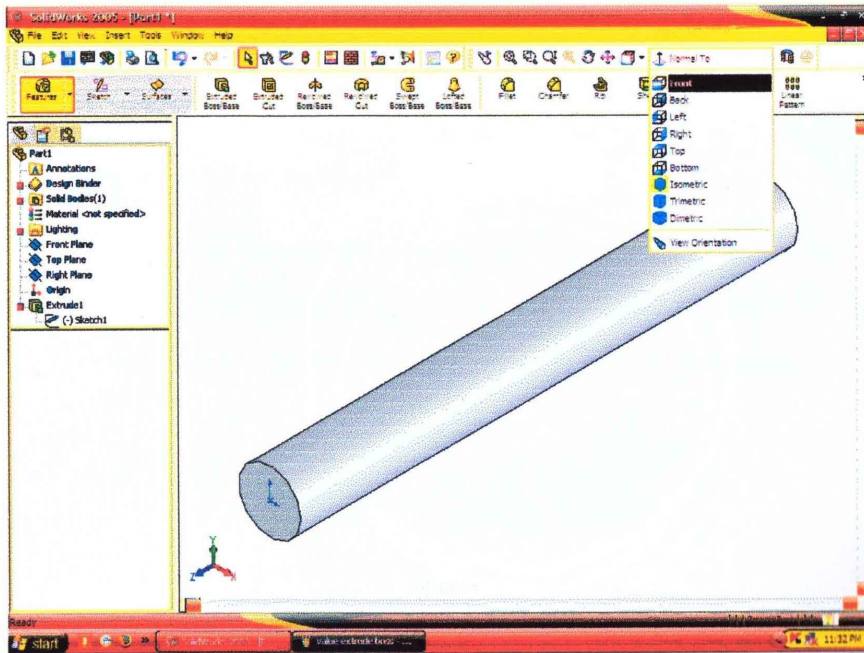 SolidWorks 2005 - [Part1 *]
File Edit View Insert Tools Window Help
Normal To
Features Sketch Surfaces Extruded Boss/Base Extruded Cut Revolved Boss/Base Revolved Cut Swept Boss/Base Lofted Boss/Base Fillet Chamfer Rib Linear Pattern
Front
Back
Left
Right
Top
Bottom
Isometric
Trimetric
Dimetric
View Orientation
Part1
Annotations
Design Binder
Solid Bodies(1)
Material <not specified>
Lighting
Front Plane
Top Plane
Right Plane
Origin
Extrude1
(-) Sketch1
Y
Z X
Ready
start
value extrude boss - ...
11:32 PM